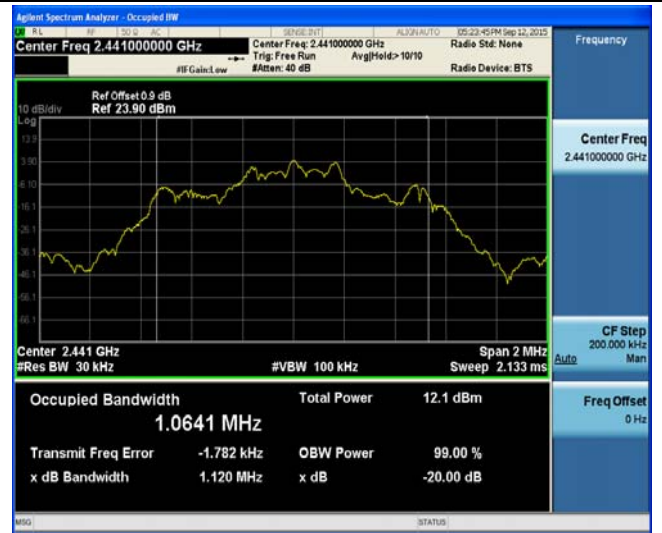 Agilent Spectrum Analyzer - Occupied BW
RL RF 50 Ω AC SENSE:INT ALIGN AUTO 05:23:45 PM Sep 12, 2015
Center Freq 2.441000000 GHz
Center Freq: 2.441000000 GHz
Radio Std: None
Trig: Free Run
Avg|Hold:> 10/10
#IFGain:Low
#Atten: 40 dB
Radio Device: BTS
Frequency
Ref Offset 0.9 dB
10 dB/div Ref 23.90 dBm
Log
13.9
3.90
-6.10
-16.1
-26.1
-36.1
-46.1
-56.1
-66.1
Center 2.441 GHz
Span 2 MHz
#Res BW 30 kHz
#VBW 100 kHz
Sweep 2.133 ms
Center Freq
2.441000000 GHz
CF Step
200.000 kHz
Auto Man
Freq Offset
0 Hz
Occupied Bandwidth
Total Power 12.1 dBm
1.0641 MHz
Transmit Freq Error -1.782 kHz OBW Power 99.00 %
x dB Bandwidth 1.120 MHz x dB -20.00 dB
MSG STATUS